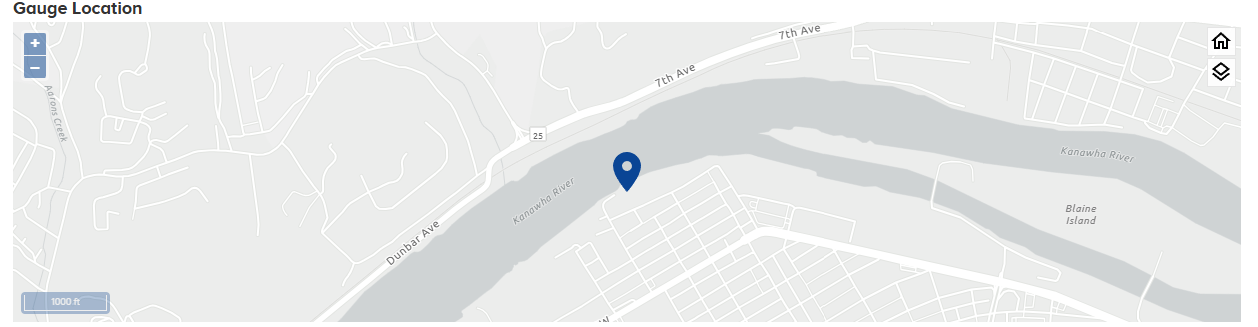 Gauge Location
+
−
7th Ave
7th Ave
Aarons Creek
25
Kanawha River
Kanawha River
Blaine
Island
Dunbar Ave
1000 ft
W